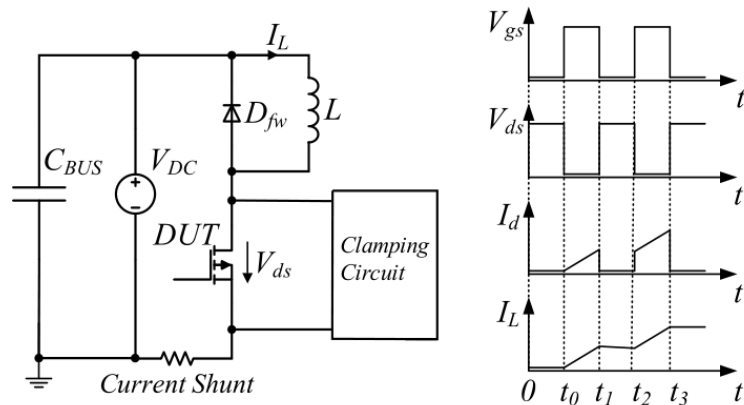 I_L
D_fw
L
C_BUS
V_DC
DUT
V_ds
Clamping
Circuit
Current Shunt
V_gs
t
V_ds
t
I_d
t
I_L
0 t_0 t_1 t_2 t_3 t